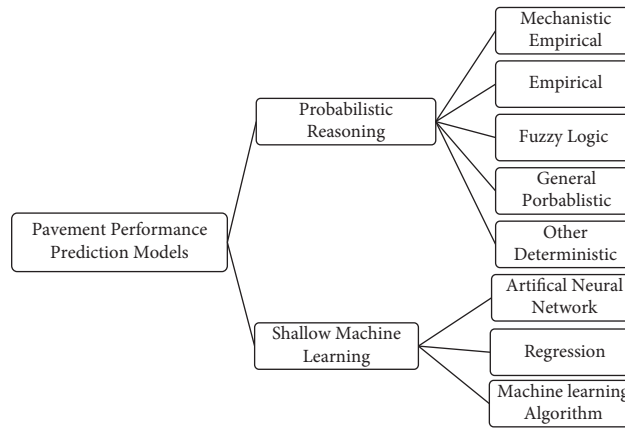 Pavement Performance
Prediction Models
Probabilistic
Reasoning
Mechanistic
Empirical
Empirical
Fuzzy Logic
General
Porbablistic
Other
Deterministic
Shallow Machine
Learning
Artifical Neural
Network
Regression
Machine learning
Algorithm